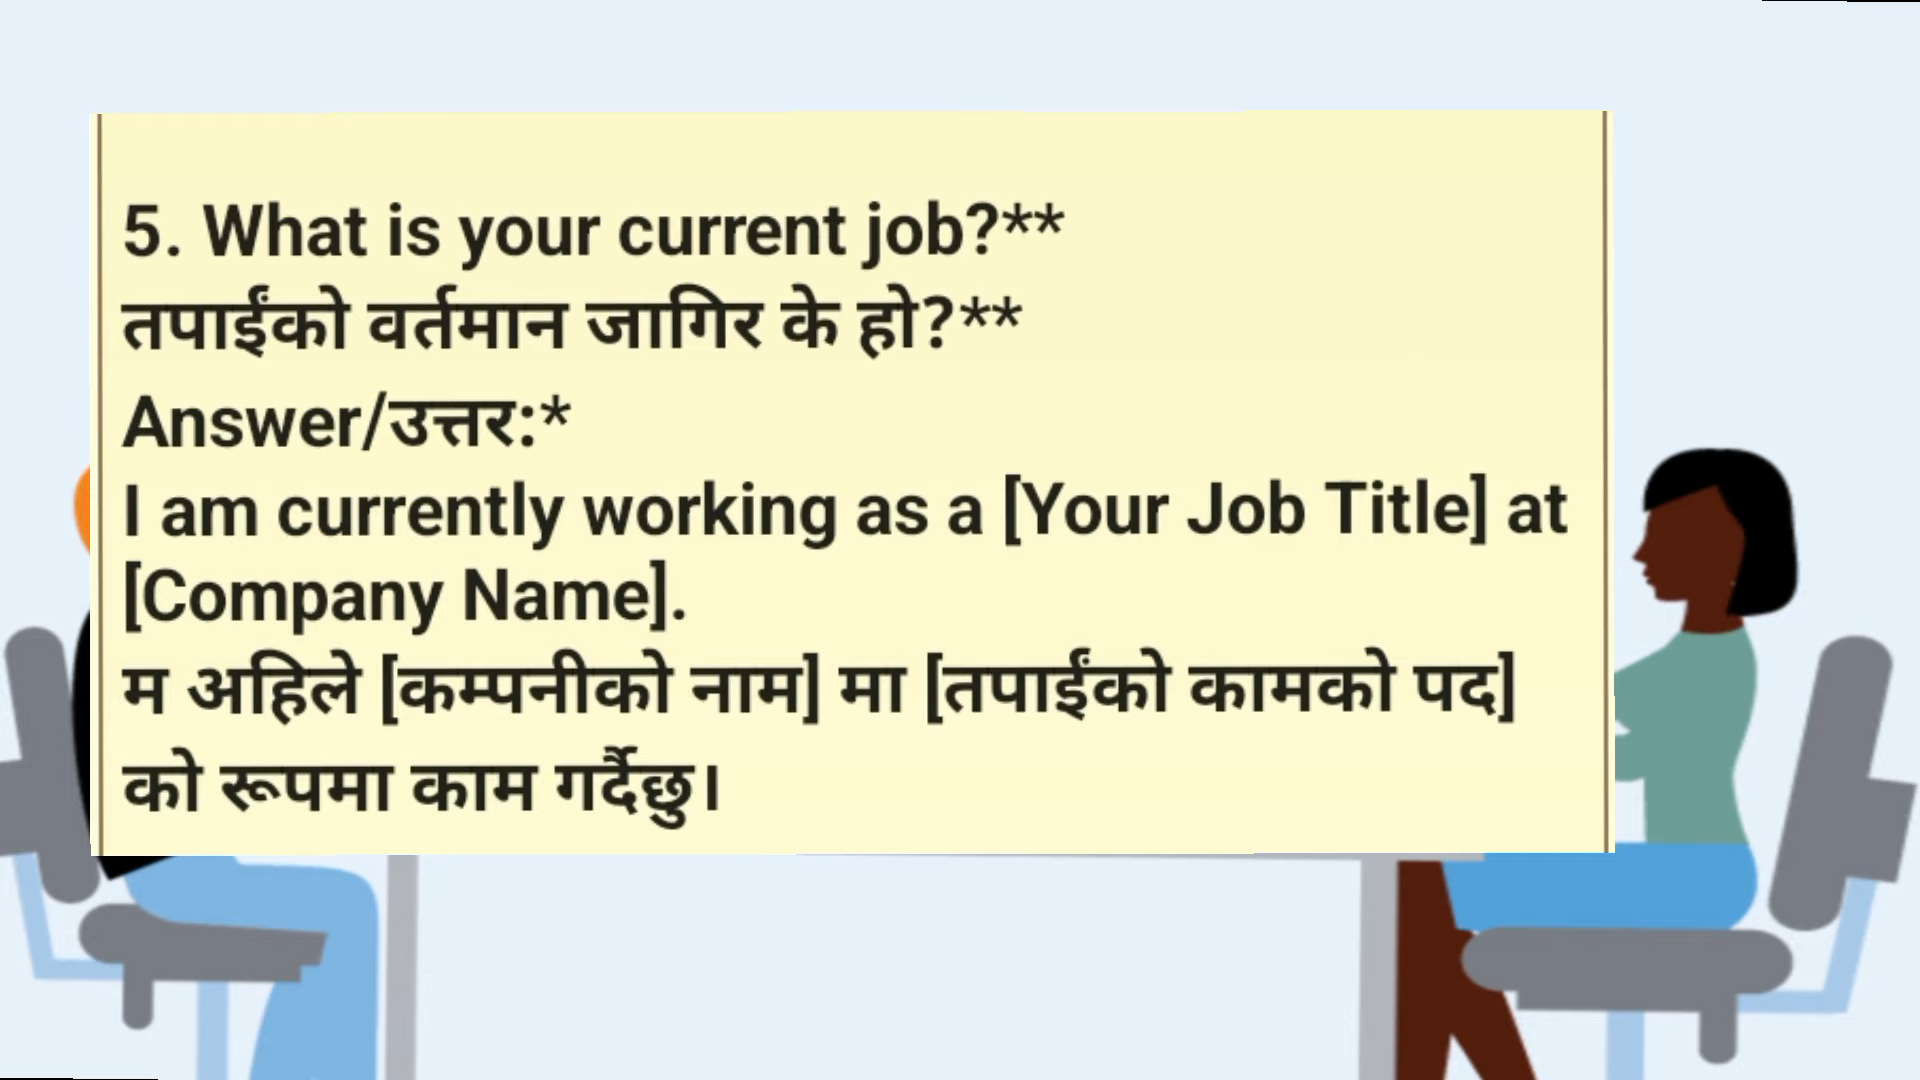 5. What is your current job?**
तपाईंको वर्तमान जागिर के हो?**
Answer/उत्तर:*
I am currently working as a [Your Job Title] at
[Company Name].
म अहिले [कम्पनीको नाम] मा [तपाईंको कामको पद]
को रूपमा काम गर्दैछु।